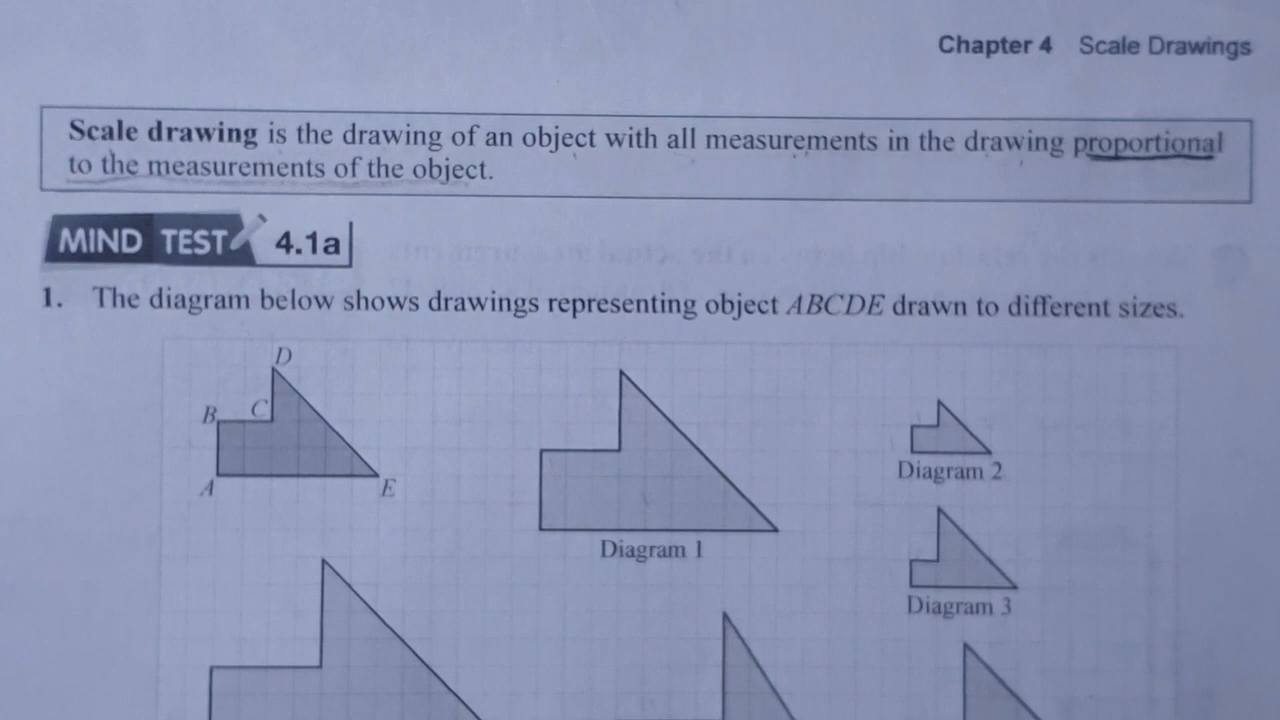 Chapter 4 Scale Drawings
Scale drawing is the drawing of an object with all measurements in the drawing proportional
to the measurements of the object.
MIND TEST 4.1a
1. The diagram below shows drawings representing object ABCDE drawn to different sizes.
D
B C
A E
Diagram 1
Diagram 2
Diagram 3